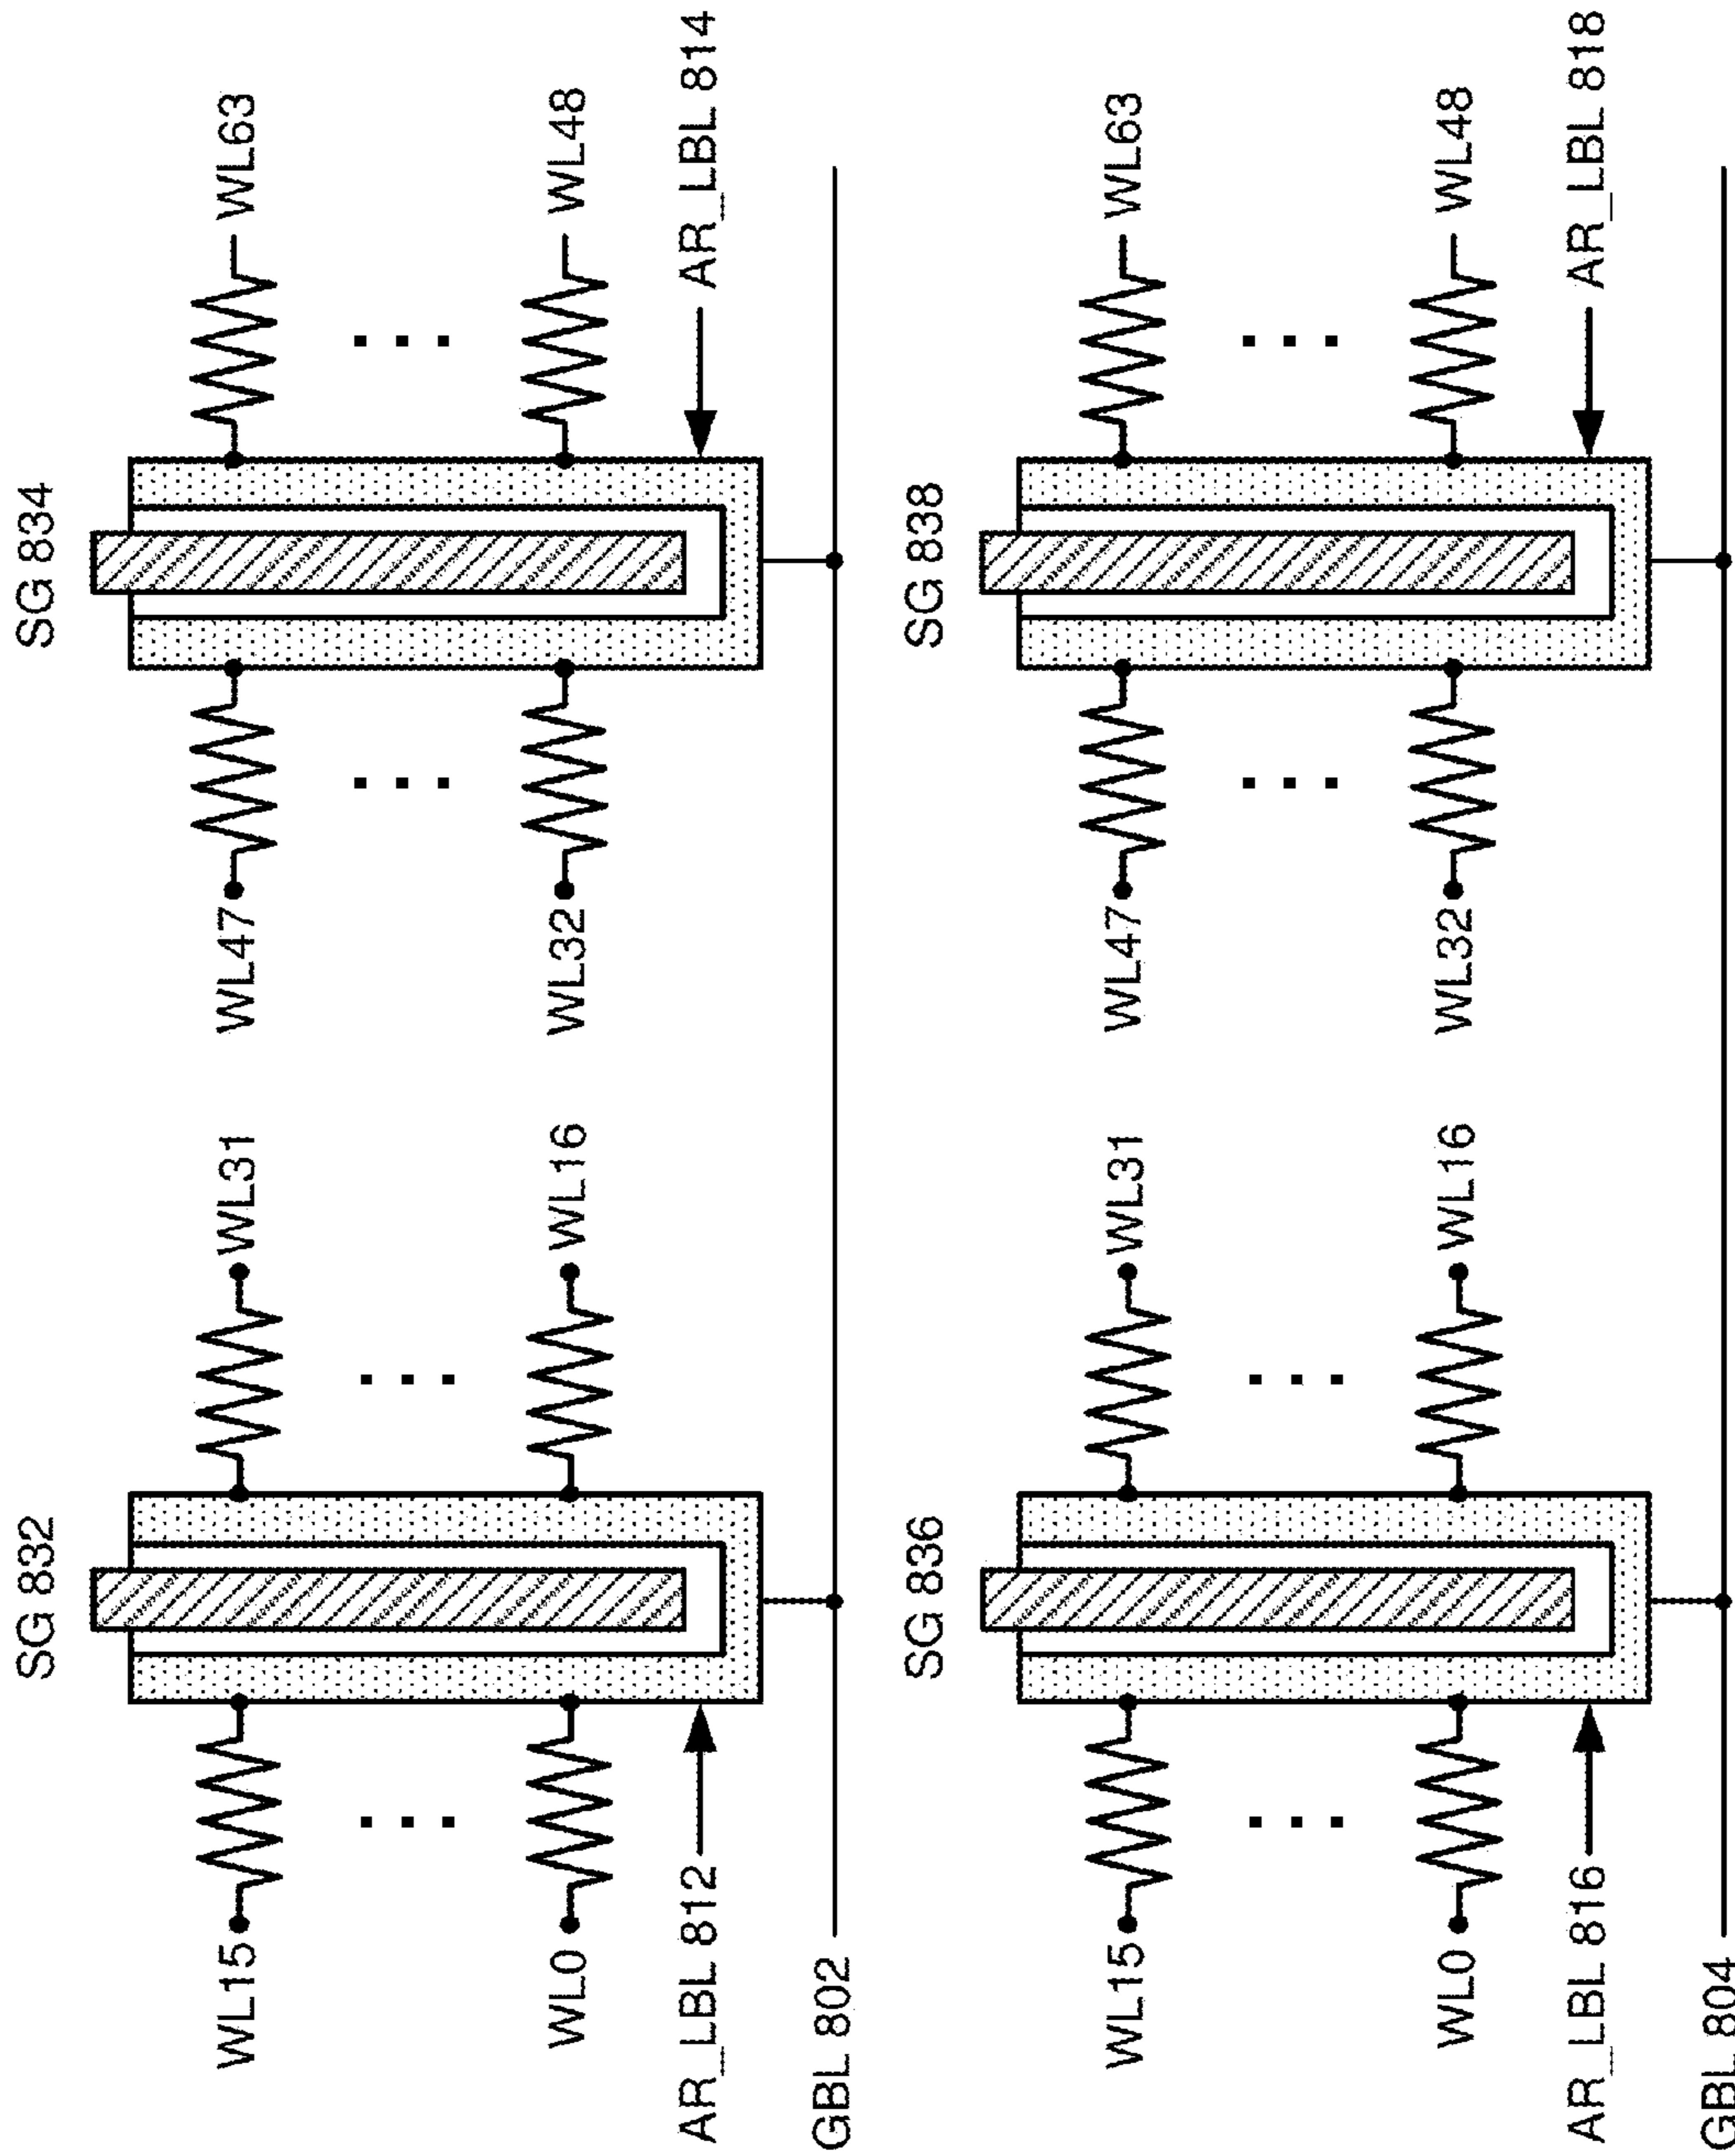 SG 832
SG 834
WL15
WL31
WL47
WL63
WL0
WL16
WL32
WL48
AR_LBL 812
AR_LBL 814
GBL 802
SG 836
SG 838
WL15
WL31
WL47
WL63
WL0
WL16
WL32
WL48
AR_LBL 816
AR_LBL 818
GBL 804